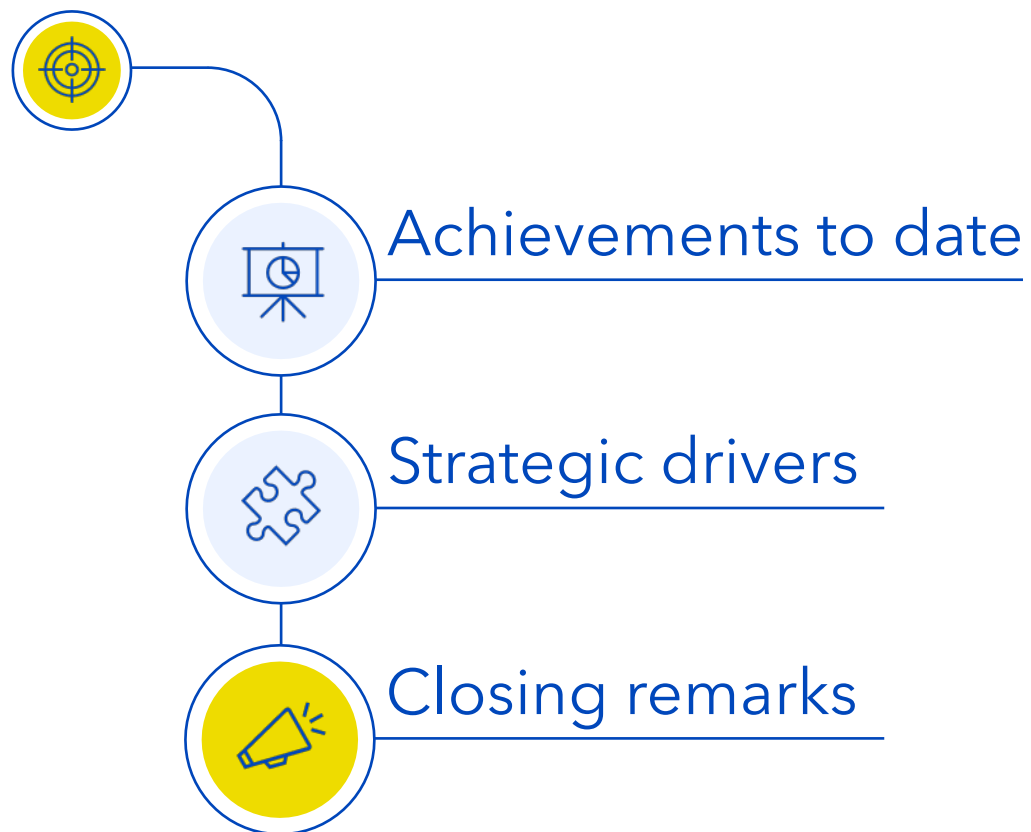 Achievements to date
Strategic drivers
Closing remarks